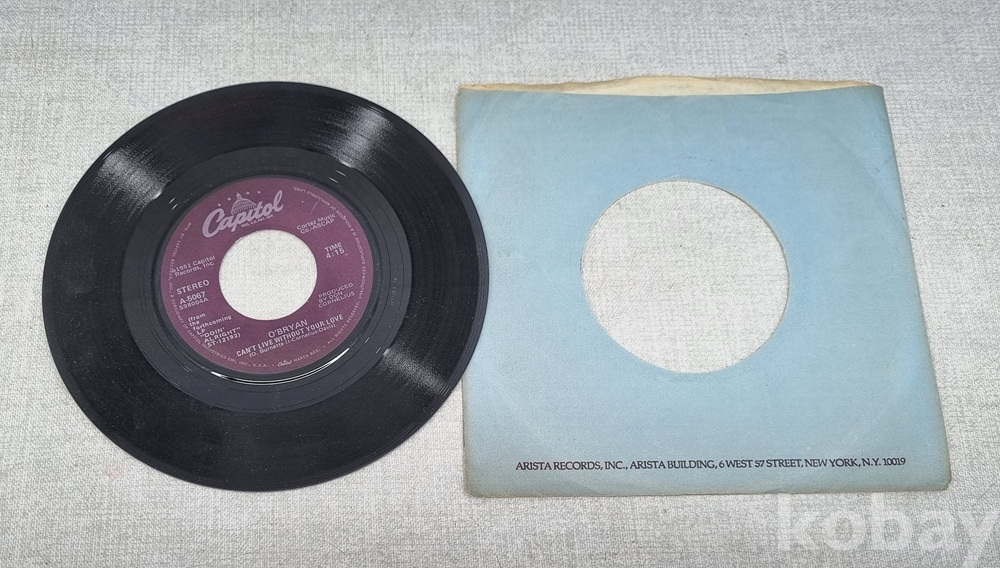 Capitol
Cortez Music
Co.-ASCAP
TIME
4:15
℗1981 Capitol
Records, Inc.
STEREO
A-5067
PRODUCED
BY DON
CORNELIUS
(from
the
forthcoming
LP
"DOIN'
ALRIGHT"
ST-12192)
O'BRYAN
CAN'T LIVE WITHOUT YOUR LOVE
ARISTA RECORDS, INC., ARISTA BUILDING, 6 WEST 57 STREET, NEW YORK, N.Y. 10019
kobay